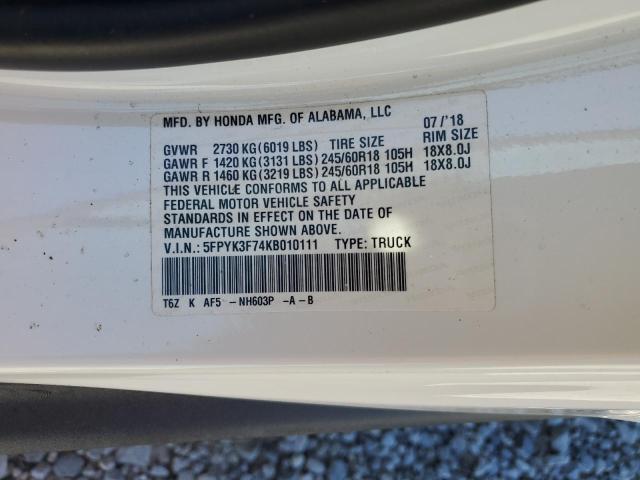 MFD. BY HONDA MFG. OF ALABAMA, LLC 07/'18
GVWR 2730 KG (6019 LBS) TIRE SIZE RIM SIZE
GAWR F 1420 KG (3131 LBS) 245/60R18 105H 18X8.0J
GAWR R 1460 KG (3219 LBS) 245/60R18 105H 18X8.0J
THIS VEHICLE CONFORMS TO ALL APPLICABLE
FEDERAL MOTOR VEHICLE SAFETY
STANDARDS IN EFFECT ON THE DATE OF
MANUFACTURE SHOWN ABOVE.
V.I.N.: 5FPYK3F74KB010111 TYPE: TRUCK
T6Z K AF5 -NH603P -A-B